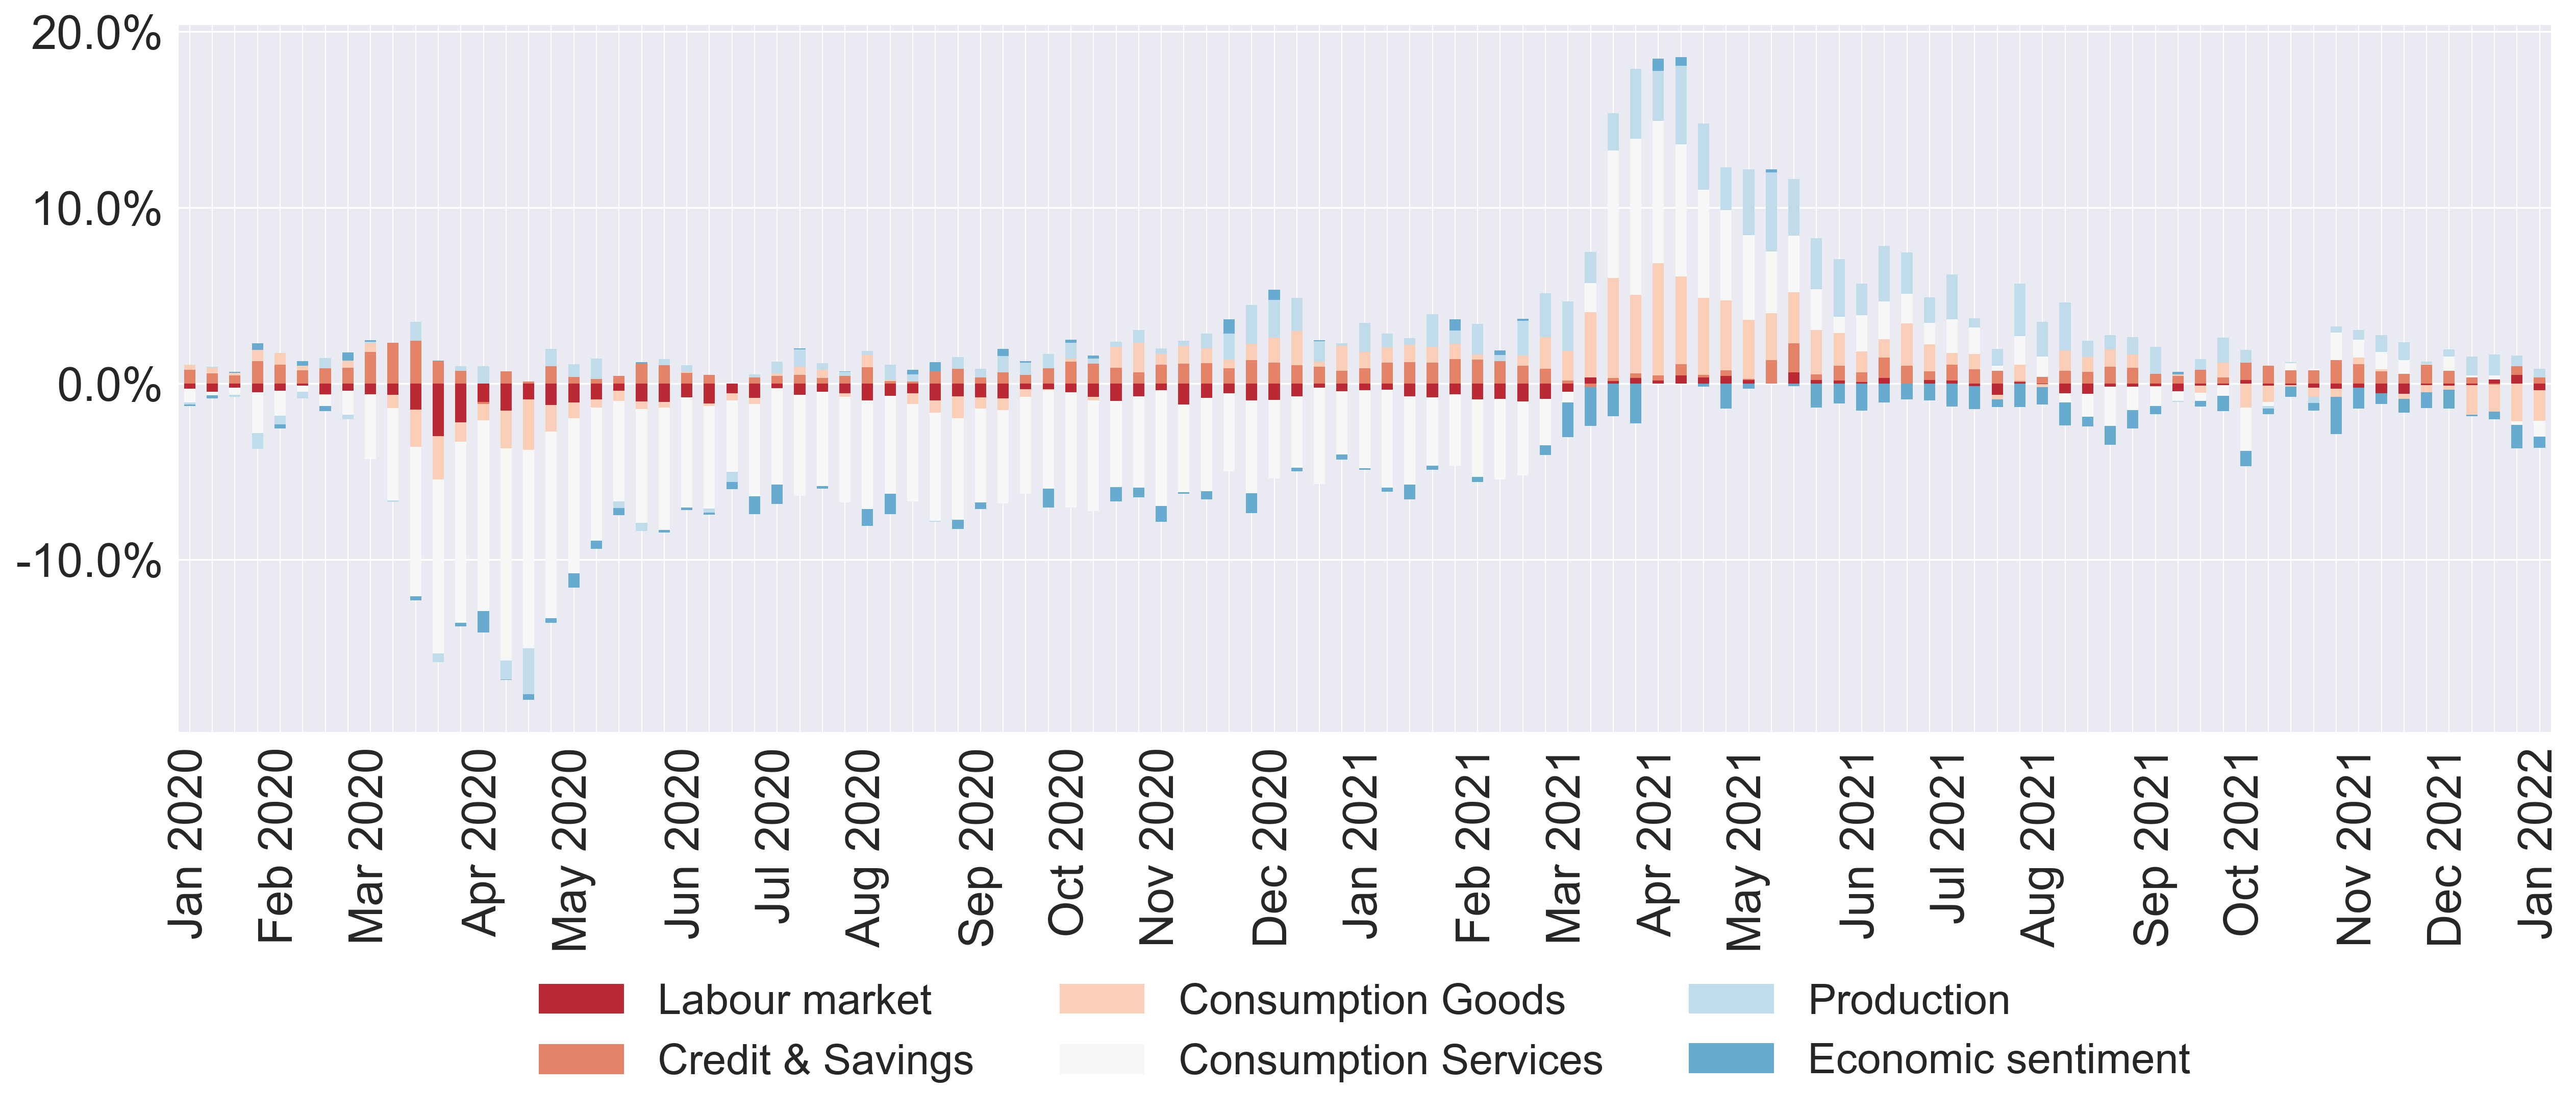 20.0%
10.0%
0.0%
-10.0%
Jan 2020
Feb 2020
Mar 2020
Apr 2020
May 2020
Jun 2020
Jul 2020
Aug 2020
Sep 2020
Oct 2020
Nov 2020
Dec 2020
Jan 2021
Feb 2021
Mar 2021
Apr 2021
May 2021
Jun 2021
Jul 2021
Aug 2021
Sep 2021
Oct 2021
Nov 2021
Dec 2021
Jan 2022
Labour market
Consumption Goods
Production
Credit & Savings
Consumption Services
Economic sentiment